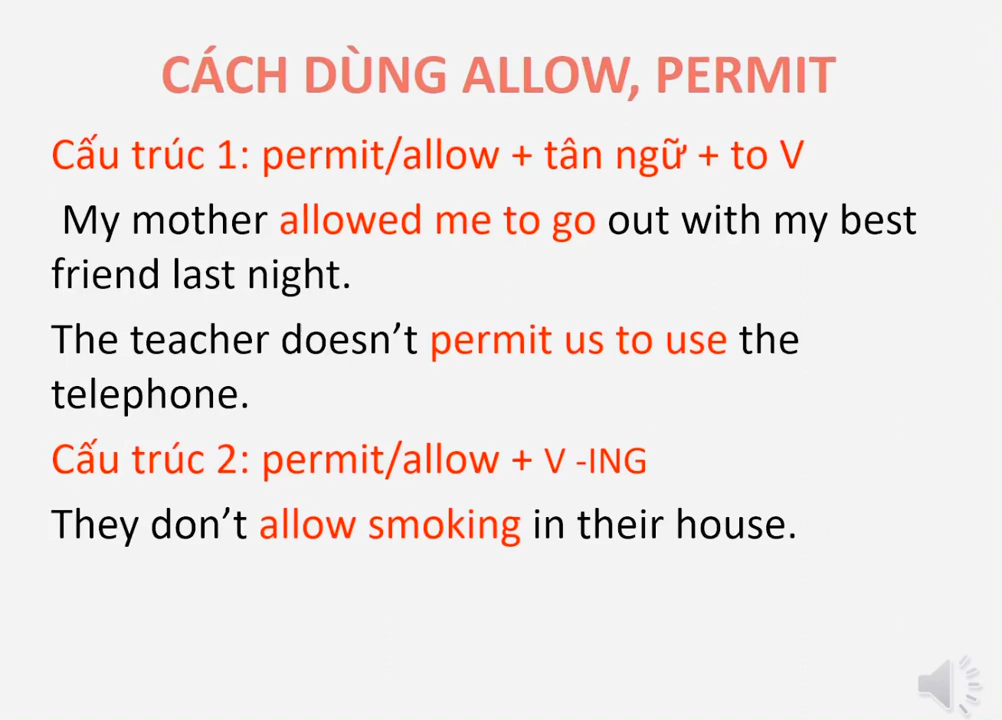 CÁCH DÙNG ALLOW, PERMIT
Cấu trúc 1: permit/allow + tân ngữ + to V
My mother allowed me to go out with my best
friend last night.
The teacher doesn’t permit us to use the
telephone.
Cấu trúc 2: permit/allow + V -ING
They don’t allow smoking in their house.